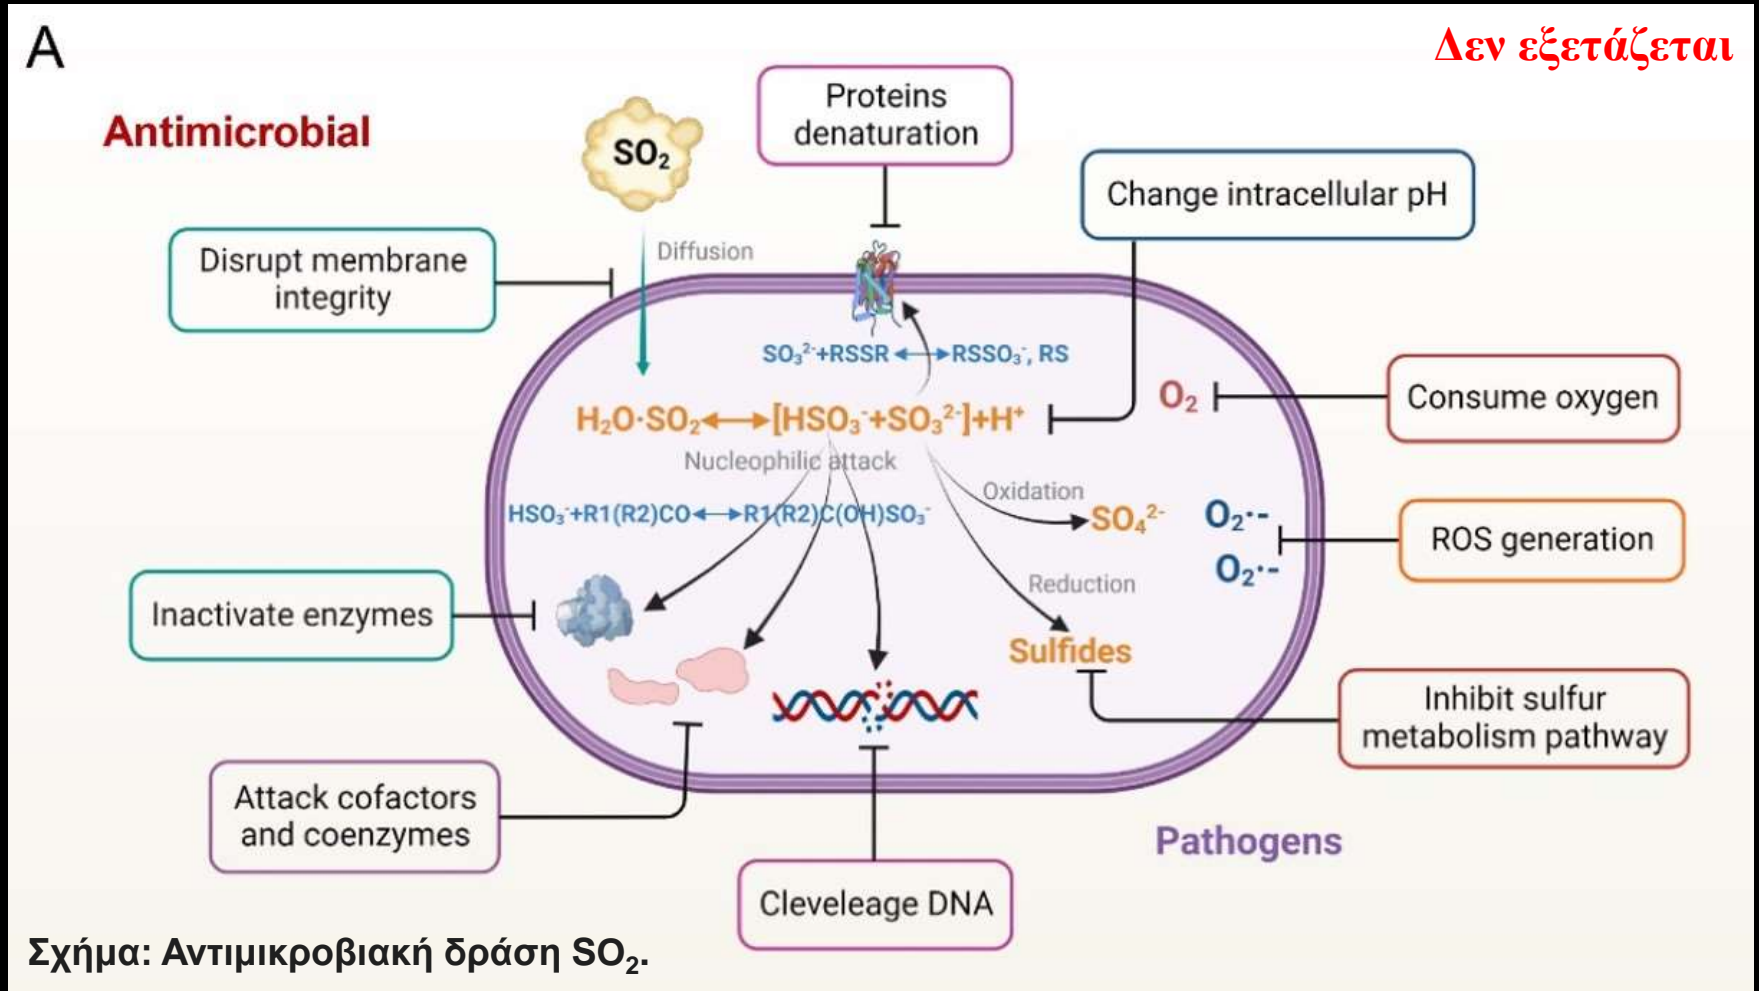 A
Δεν εξετάζεται
Antimicrobial
SO₂
Proteins
denaturation
Change intracellular pH
Disrupt membrane
integrity
Diffusion
SO₃²⁻+RSSR ↔ RSSO₃⁻, RS
H₂O·SO₂ ↔ [HSO₃⁻+SO₃²⁻]+H⁺
O₂
Consume oxygen
Nucleophilic attack
Oxidation
HSO₃⁻+R1(R2)CO ↔ R1(R2)C(OH)SO₃⁻
SO₄²⁻
O₂·-
O₂·-
ROS generation
Reduction
Inactivate enzymes
Sulfides
Inhibit sulfur
metabolism pathway
Attack cofactors
and coenzymes
Pathogens
Cleveleage DNA
Σχήμα: Αντιμικροβιακή δράση SO₂.